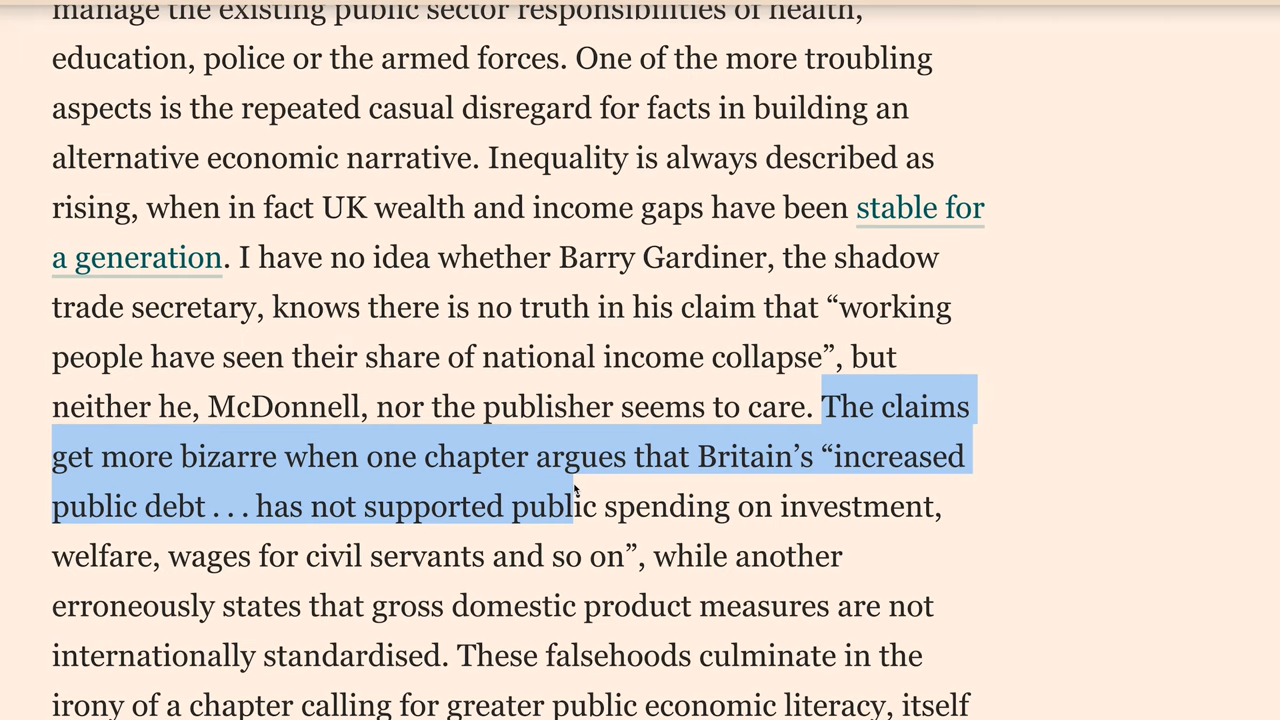 manage the existing public sector responsibilities of health,
education, police or the armed forces. One of the more troubling
aspects is the repeated casual disregard for facts in building an
alternative economic narrative. Inequality is always described as
rising, when in fact UK wealth and income gaps have been stable for
a generation. I have no idea whether Barry Gardiner, the shadow
trade secretary, knows there is no truth in his claim that “working
people have seen their share of national income collapse”, but
neither he, McDonnell, nor the publisher seems to care. The claims
get more bizarre when one chapter argues that Britain’s “increased
public debt . . . has not supported public spending on investment,
welfare, wages for civil servants and so on”, while another
erroneously states that gross domestic product measures are not
internationally standardised. These falsehoods culminate in the
irony of a chapter calling for greater public economic literacy, itself